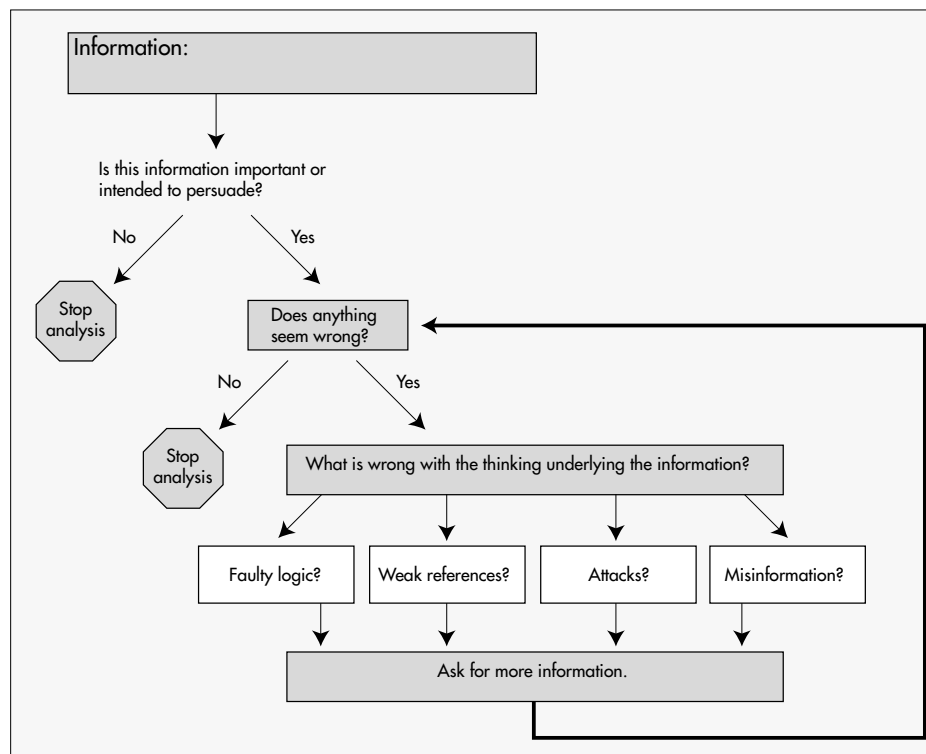 Information:
Is this information important or
intended to persuade?
No
Yes
Stop
analysis
Does anything
seem wrong?
No
Yes
Stop
analysis
What is wrong with the thinking underlying the information?
Faulty logic?
Weak references?
Attacks?
Misinformation?
Ask for more information.